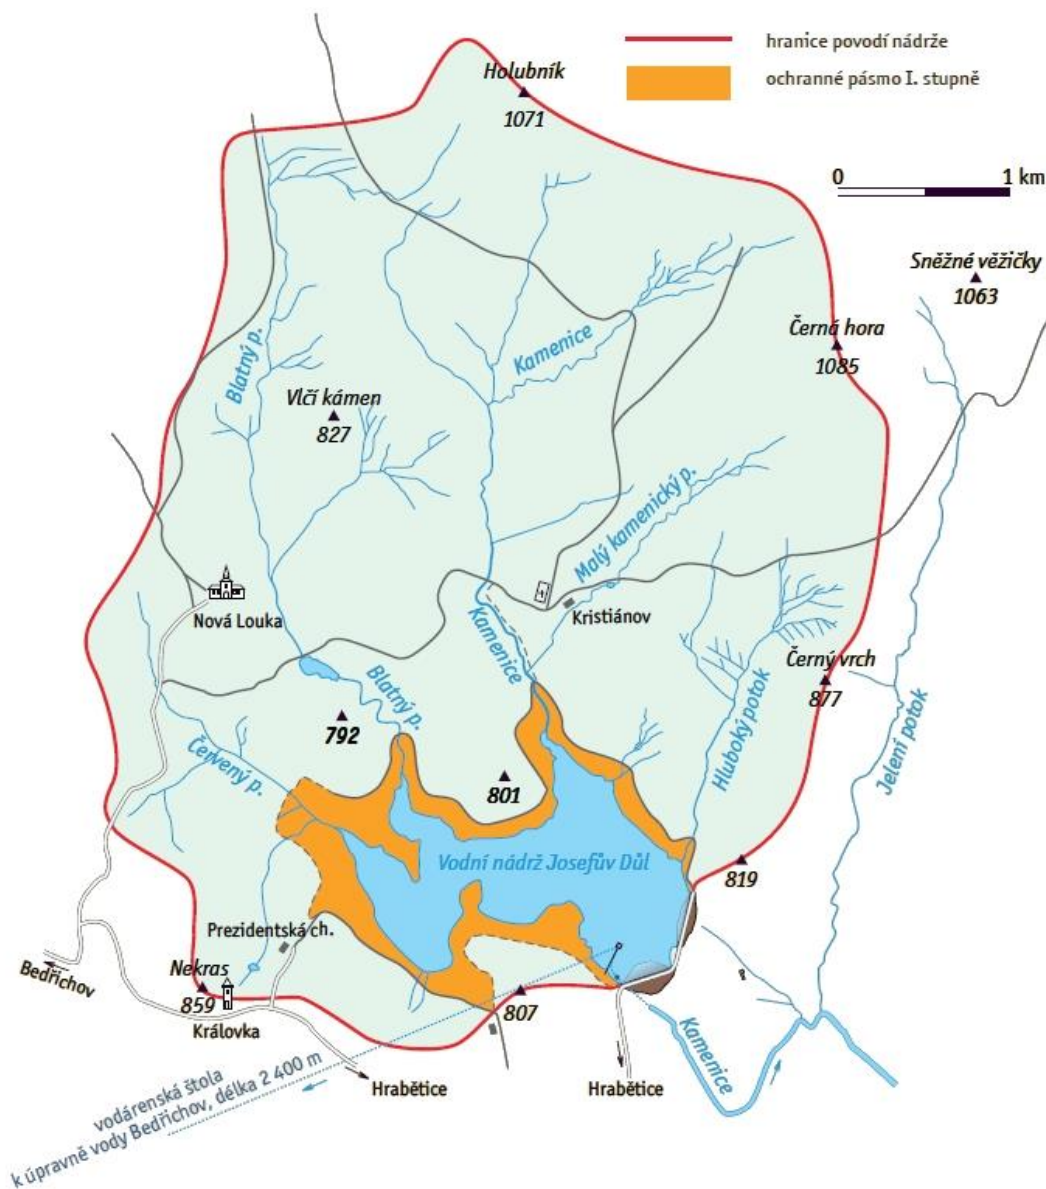 hranice povodí nádrže
ochranné pásmo I. stupně
Holubník
1071
0 1 km
Sněžné věžičky
1063
Černá hora
1085
Blatný p.
Kamenice
Vlčí kámen
827
Malý kamenický p.
Nová Louka
Kristiánov
Kamenice
Blatný p.
Černý vrch
877
Hluboký potok
Jelení potok
792
Červený p.
801
Vodní nádrž Josefův Důl
819
Prezidentská ch.
Bedřichov
Nekras
859
Královka
807
Hrabětice
Hrabětice
Kamenice
vodárenská štola
k úpravně vody Bedřichov, délka 2 400 m